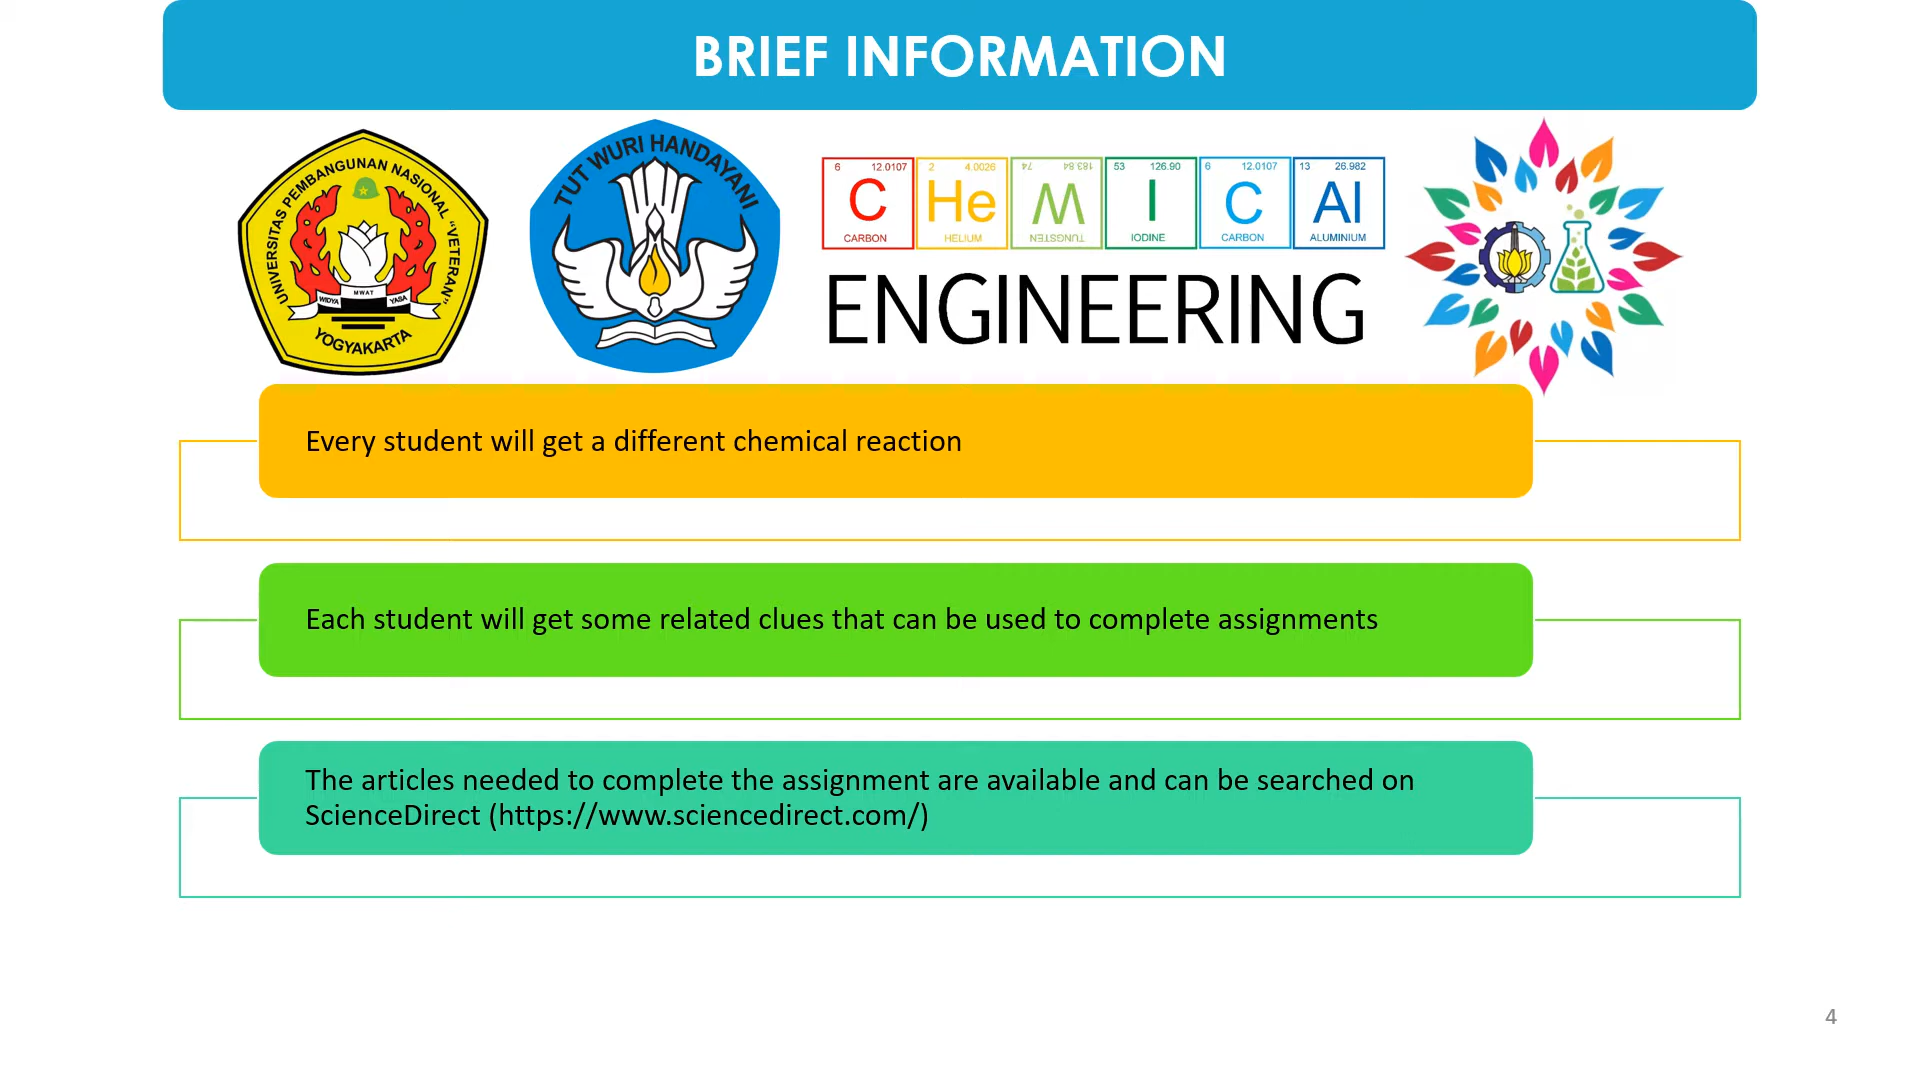 BRIEF INFORMATION
UNIVERSITAS PEMBANGUNAN NASIONAL "VETERAN"
MWAT
WIDYA YASA
YOGYAKARTA
TUT WURI HANDAYANI
6 12.0107 2 4.0026 74 183.84 53 126.90 6 12.0107 13 26.982
C He W I C Al
CARBON HELIUM TUNGSTEN IODINE CARBON ALUMINIUM
ENGINEERING
Every student will get a different chemical reaction
Each student will get some related clues that can be used to complete assignments
The articles needed to complete the assignment are available and can be searched on
ScienceDirect (https://www.sciencedirect.com/)
4